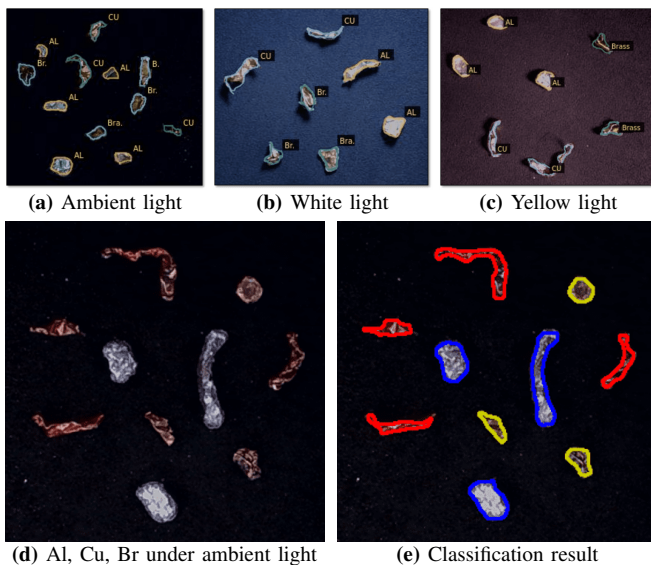 CU
AL
Br.
CU
AL
B.
Br.
AL
Bra.
CU
AL
AL
CU
CU
AL
Br.
AL
Br.
Bra.
AL
Brass
AL
AL
Brass
CU
CU
(a) Ambient light (b) White light (c) Yellow light
(d) Al, Cu, Br under ambient light (e) Classification result